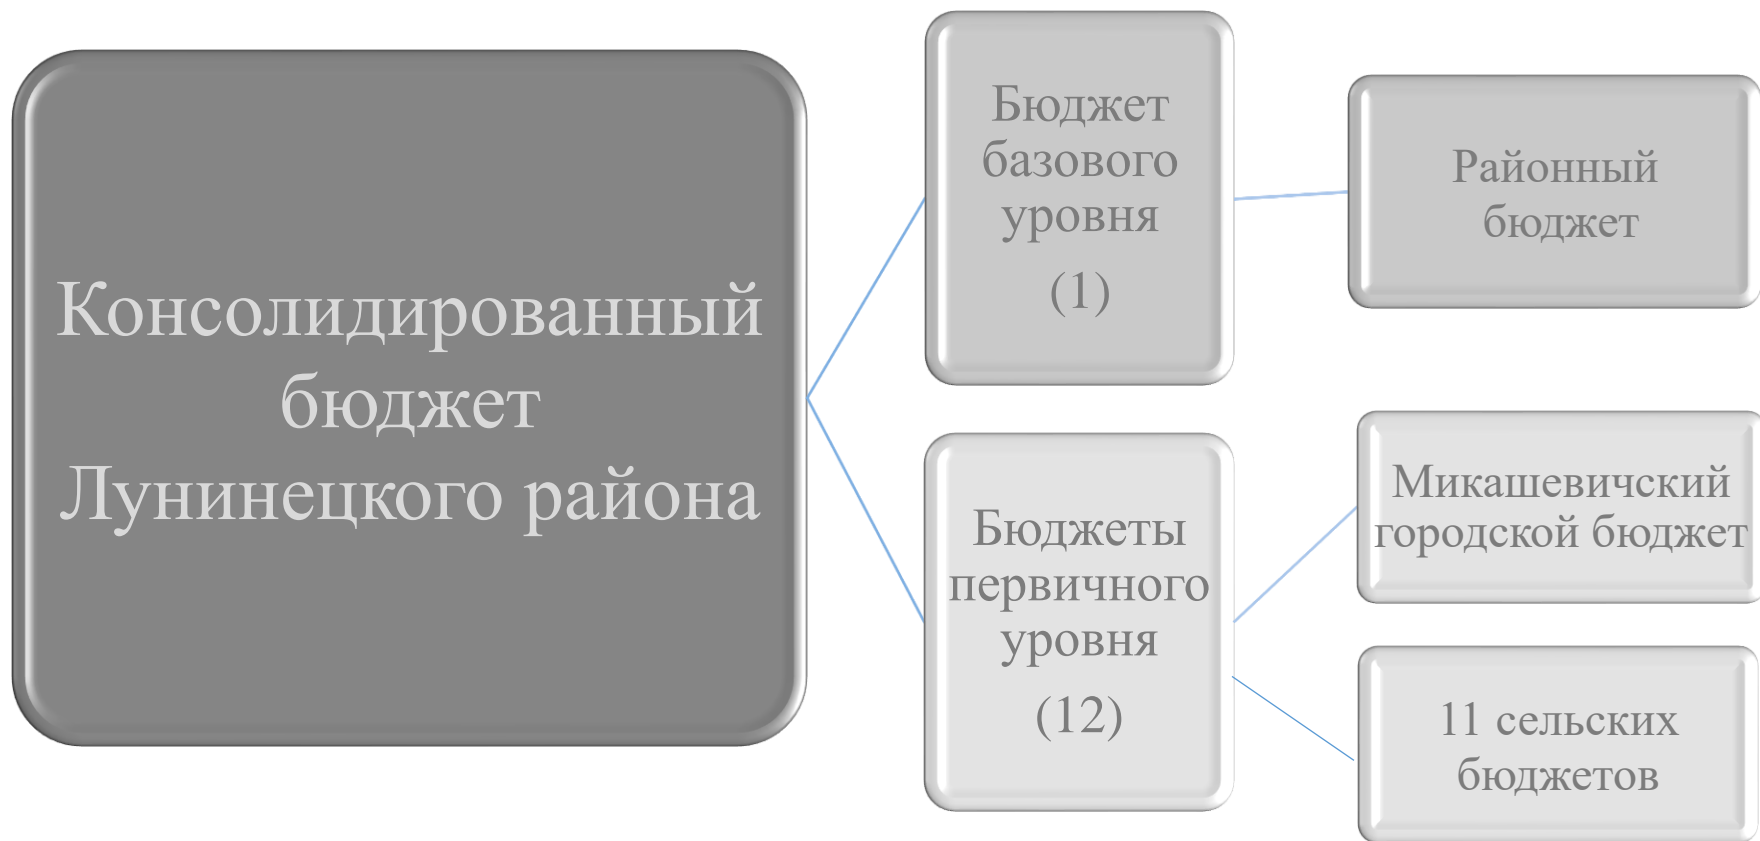 Консолидированный
бюджет
Лунинецкого района
Бюджет
базового
уровня
(1)
Районный
бюджет
Бюджеты
первичного
уровня
(12)
Микашевичский
городской бюджет
11 сельских
бюджетов